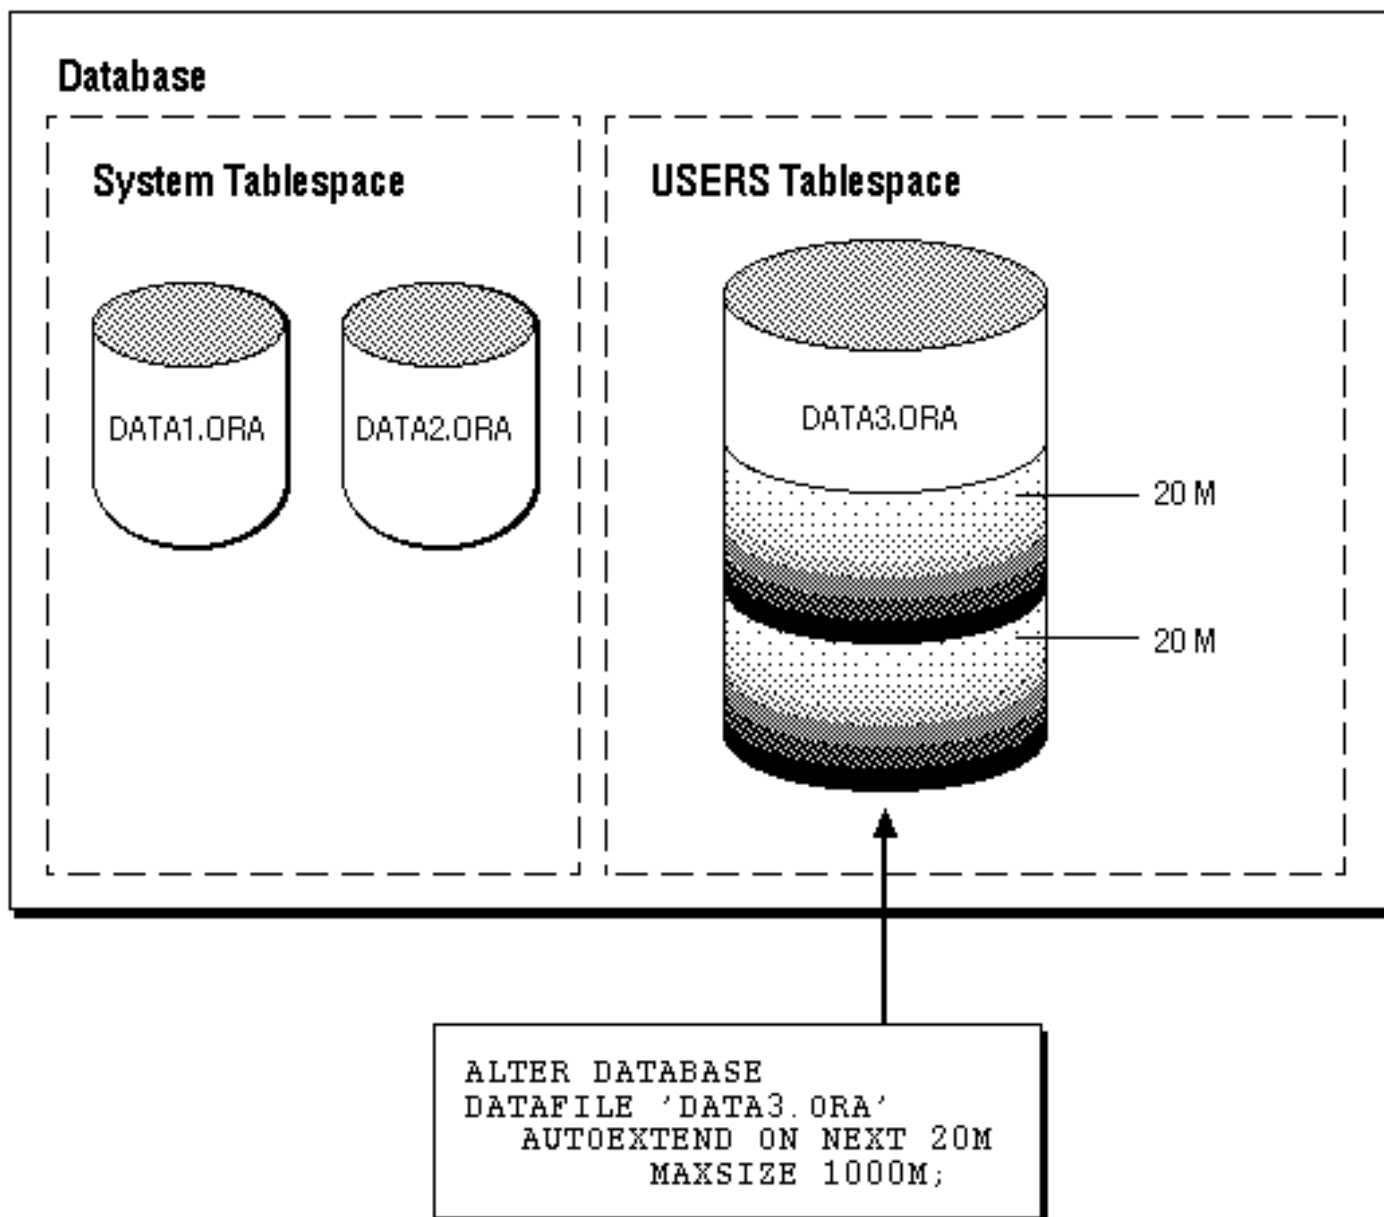 Database
System Tablespace
USERS Tablespace
DATA1.ORA
DATA2.ORA
DATA3.ORA
20 M
20 M
ALTER DATABASE
DATAFILE 'DATA3.ORA'
AUTOEXTEND ON NEXT 20M
MAXSIZE 1000M;